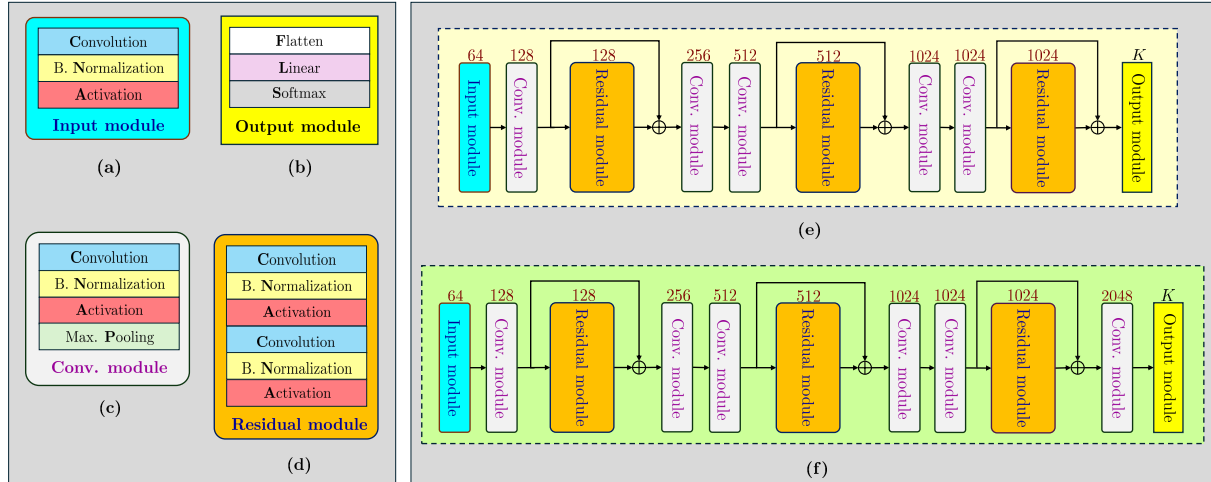 Convolution
B. Normalization
Activation
Input module
(a)
Flatten
Linear
Softmax
Output module
(b)
Convolution
B. Normalization
Activation
Max. Pooling
Conv. module
(c)
Convolution
B. Normalization
Activation
Convolution
B. Normalization
Activation
Residual module
(d)
64 128 128 256 512 512 1024 1024 1024 K
Input module
Conv. module
Residual module
Conv. module
Conv. module
Residual module
Conv. module
Conv. module
Residual module
Output module
(e)
64 128 128 256 512 512 1024 1024 1024 2048 K
Input module
Conv. module
Residual module
Conv. module
Conv. module
Residual module
Conv. module
Conv. module
Residual module
Conv. module
Output module
(f)